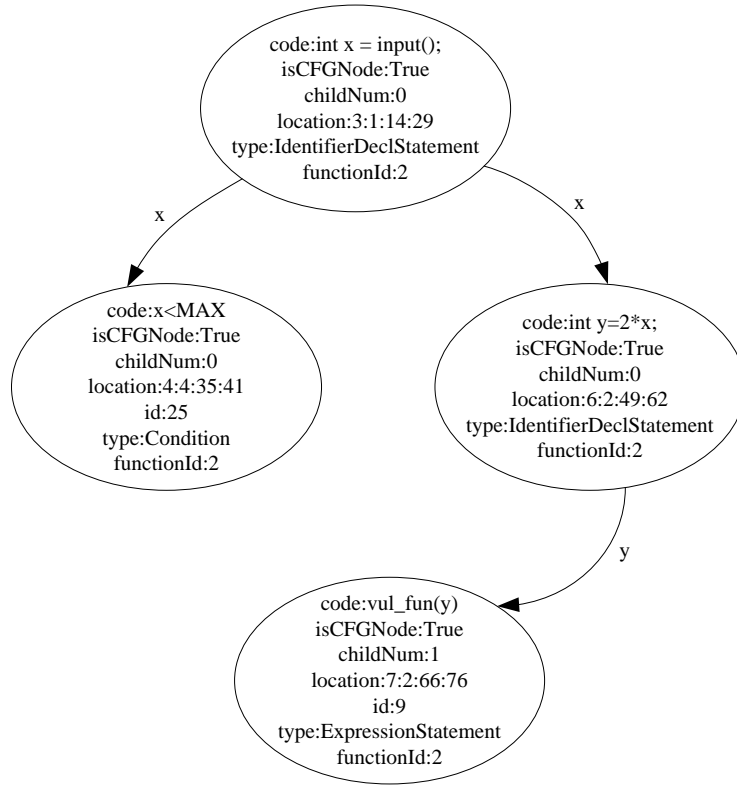 code:int x = input();
isCFGNode:True
childNum:0
location:3:1:14:29
type:IdentifierDeclStatement
functionId:2
x
x
code:x<MAX
isCFGNode:True
childNum:0
location:4:4:35:41
id:25
type:Condition
functionId:2
code:int y=2*x;
isCFGNode:True
childNum:0
location:6:2:49:62
type:IdentifierDeclStatement
functionId:2
y
code:vul_fun(y)
isCFGNode:True
childNum:1
location:7:2:66:76
id:9
type:ExpressionStatement
functionId:2